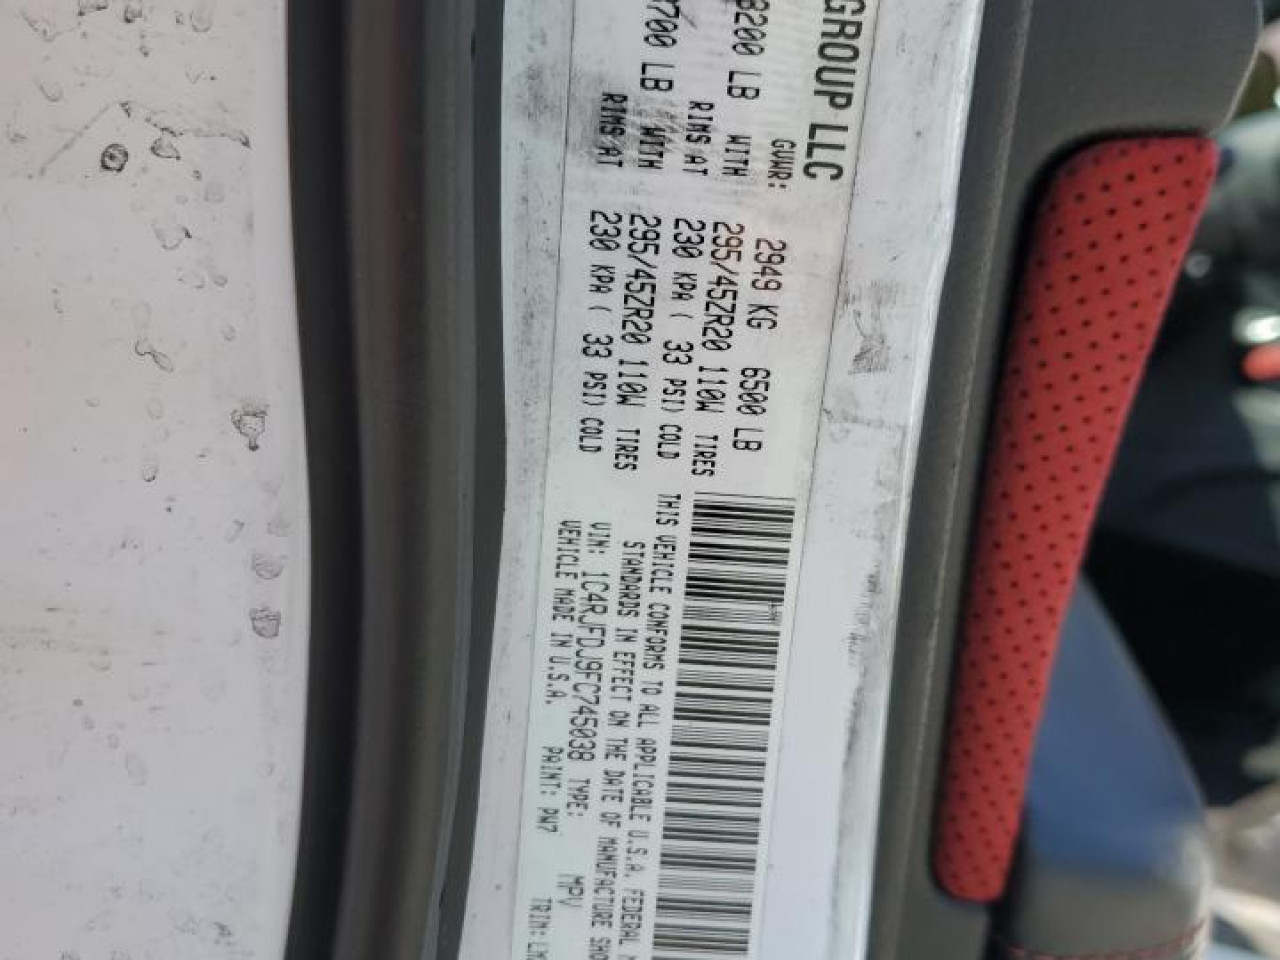 GROUP LLC
GVWR: 2949 KG 6500 LB
8200 LB WITH 295/45ZR20 110W TIRES
RIMS AT 230 KPA ( 33 PSI) COLD
700 LB WITH 295/45ZR20 110W TIRES
RIMS AT 230 KPA ( 33 PSI) COLD
THIS VEHICLE CONFORMS TO ALL APPLICABLE U.S.A. FEDERAL M
STANDARDS IN EFFECT ON THE DATE OF MANUFACTURE SHO
VIN: 1C4RJFDJ9FC745038 TYPE: MPV
VEHICLE MADE IN U.S.A. PAINT: PW7 TRIM: